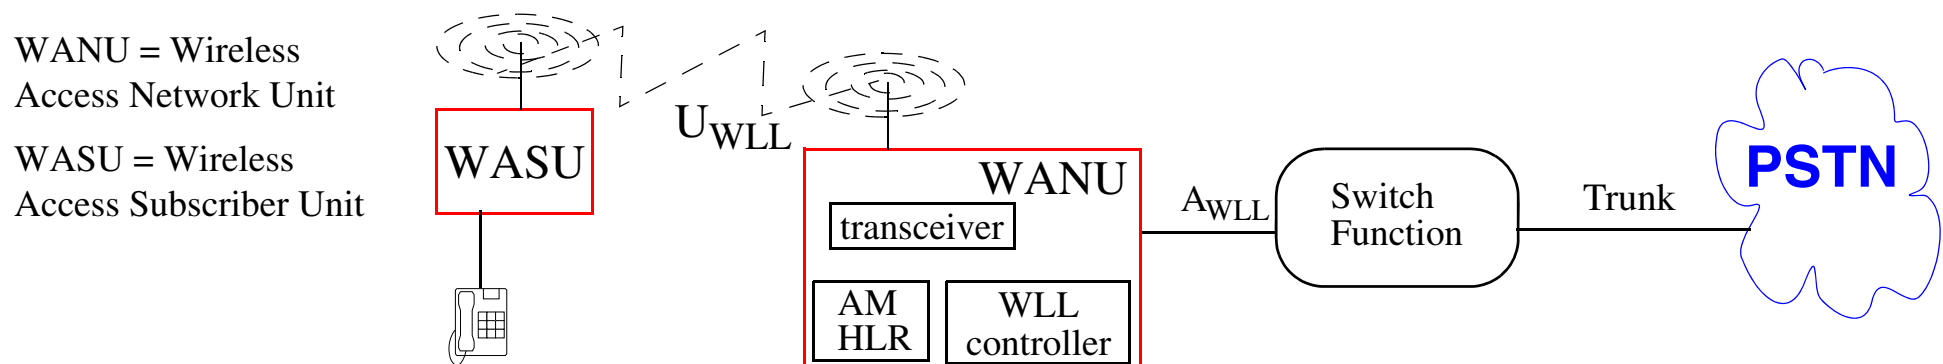 WANU = Wireless
Access Network Unit
WASU = Wireless
Access Subscriber Unit
WASU
UWLL
WANU
transceiver
AM
HLR
WLL
controller
AWLL
Switch
Function
Trunk
PSTN